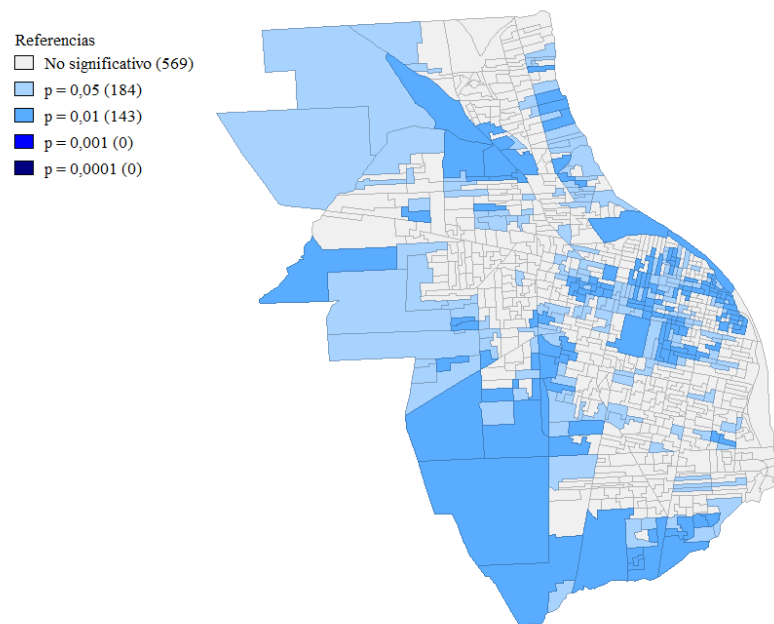 Referencias
No significativo (569)
p = 0,05 (184)
p = 0,01 (143)
p = 0,001 (0)
p = 0,0001 (0)